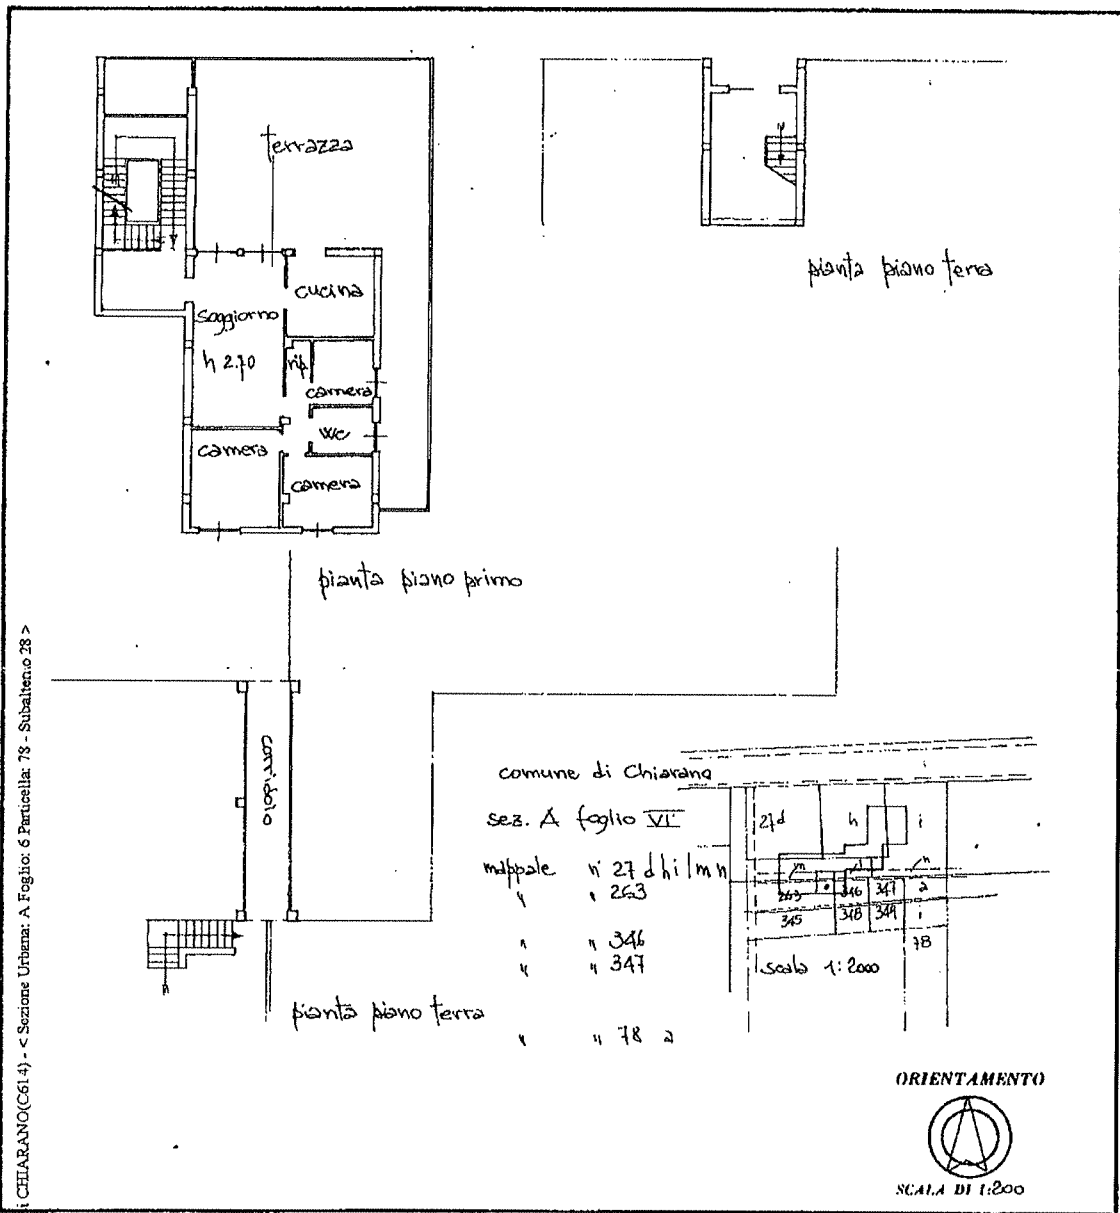 terrazza
cucina
soggiorno
h 2.70
rip.
camera
wc
camera
camera
pianta piano primo
pianta piano terra
corridoio
pianta piano terra
comune di Chiarano
sez. A foglio VI
mappale n° 27 d h i l m n
" " 263
" " 346
" " 347
" " 78 a
27d
h
i
m
l
n
263
346
347
a
345
348
349
i
78
scala 1:2000
ORIENTAMENTO
SCALA DI 1:200
i CHIARANO(C614) - < Sezione Urbana: A Foglio: 6 Particella: 78 - Subalterno 28 >